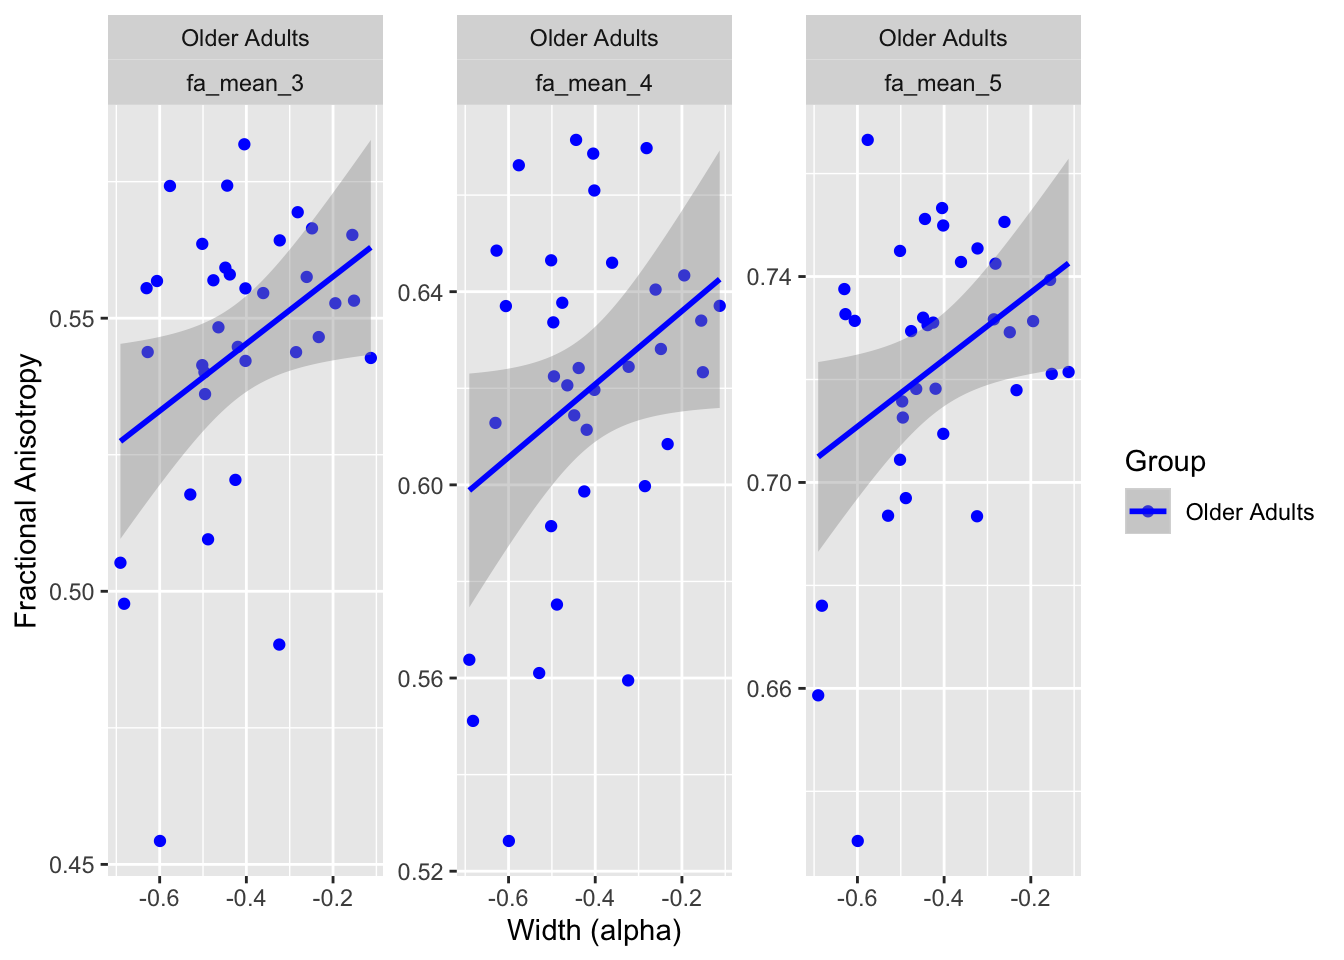 Older Adults Older Adults Older Adults
fa_mean_3 fa_mean_4 fa_mean_5
Fractional Anisotropy
0.55
0.50
0.45
0.64
0.60
0.56
0.52
0.74
0.70
0.66
-0.6 -0.4 -0.2 -0.6 -0.4 -0.2 -0.6 -0.4 -0.2
Width (alpha)
Group
Older Adults